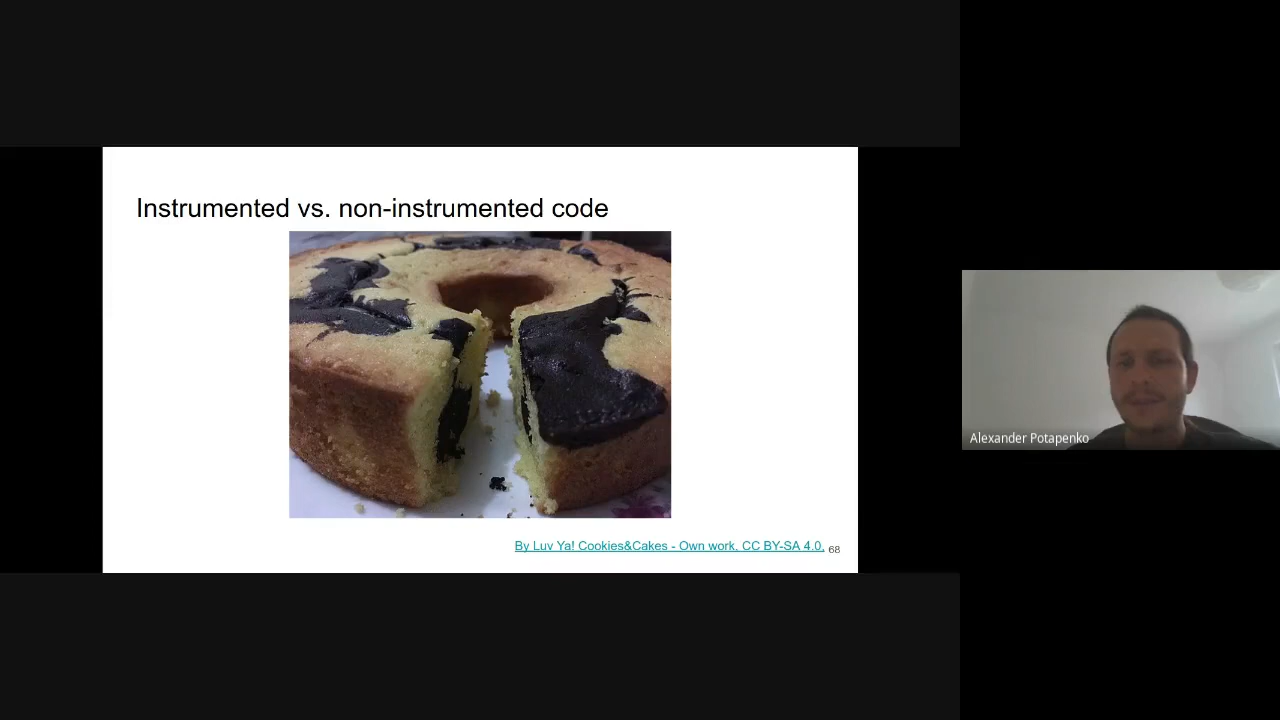 Instrumented vs. non-instrumented code
By Luv Ya! Cookies&Cakes - Own work, CC BY-SA 4.0,
68
Alexander Potapenko